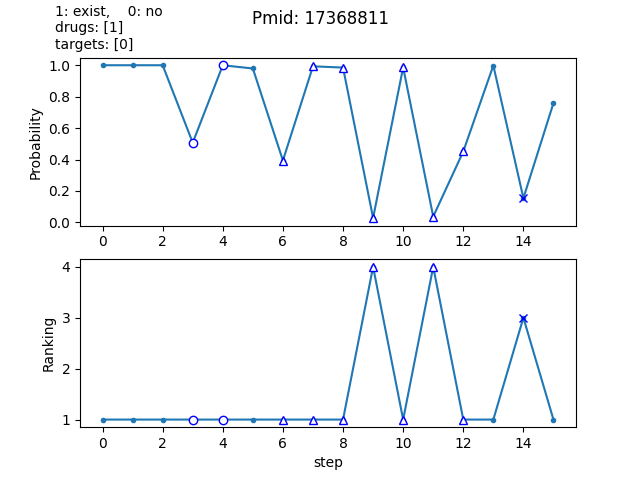 1: exist,    0: no
drugs: [1]
targets: [0]
Pmid: 17368811
1.0
0.8
0.6
0.4
0.2
0.0
Probability
0 2 4 6 8 10 12 14
4
3
2
1
Ranking
0 2 4 6 8 10 12 14
step